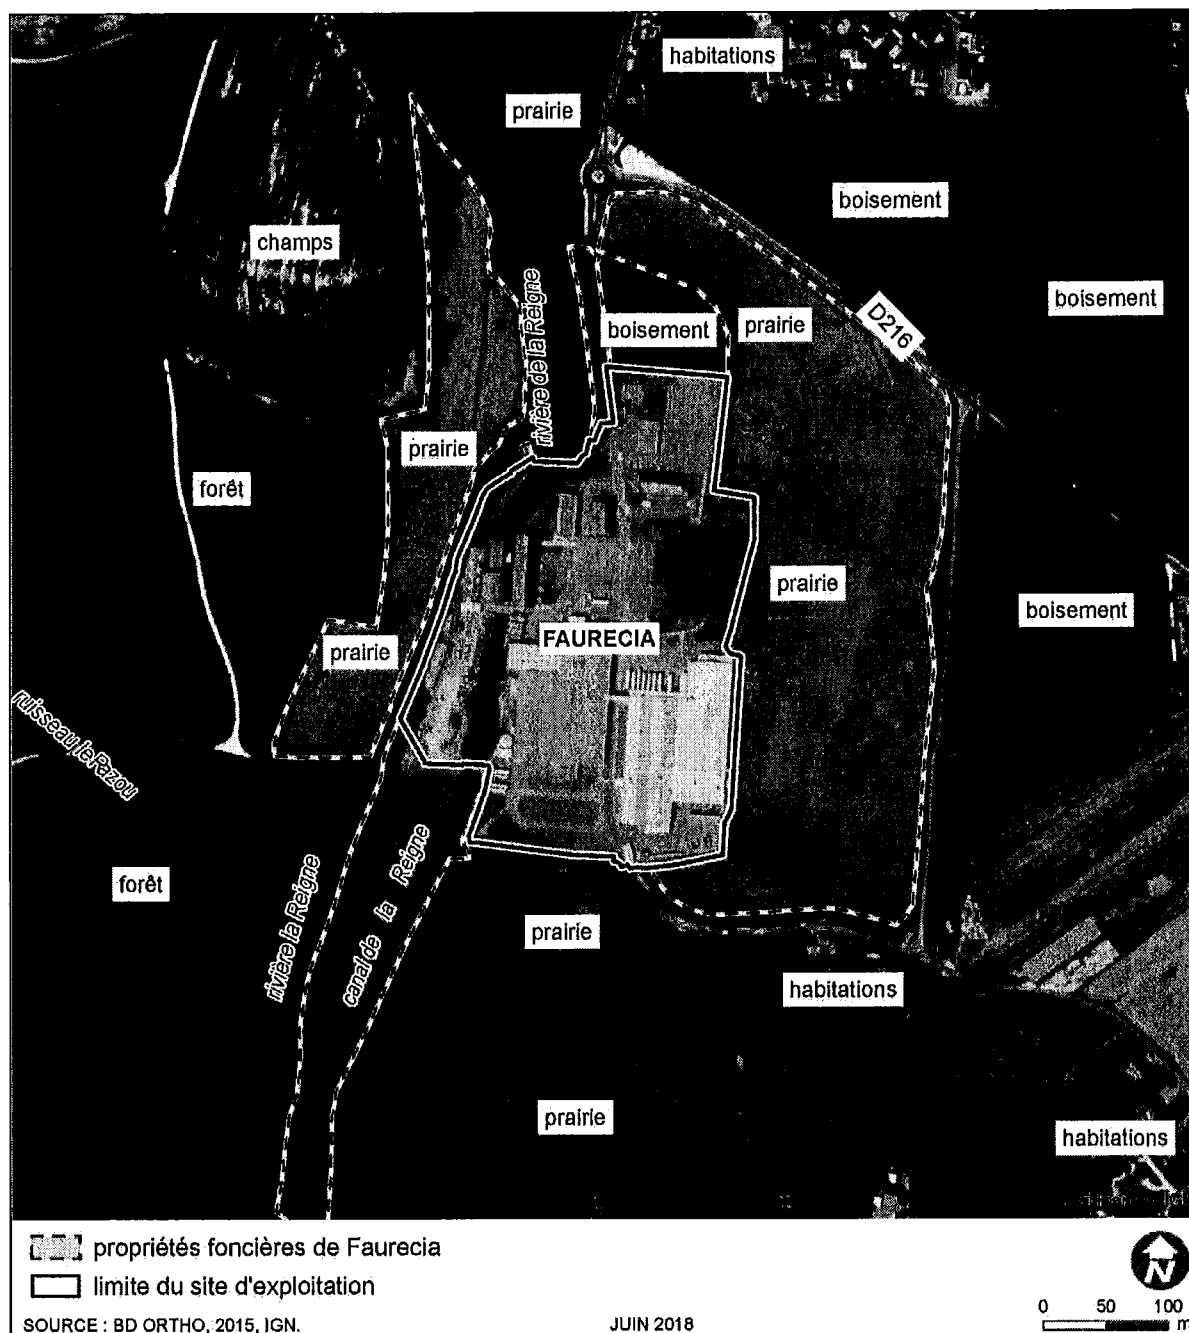 habitations
prairie
boisement
champs
boisement
rivière de la Reigne
boisement
prairie
D216
prairie
forêt
prairie
boisement
FAURECIA
prairie
ruisseau le Razou
forêt
rivière la Reigne
canal de la Reigne
prairie
habitations
prairie
habitations
propriétés foncières de Faurecia
limite du site d'exploitation
N
0 50 100
m
SOURCE : BD ORTHO, 2015, IGN.
JUIN 2018